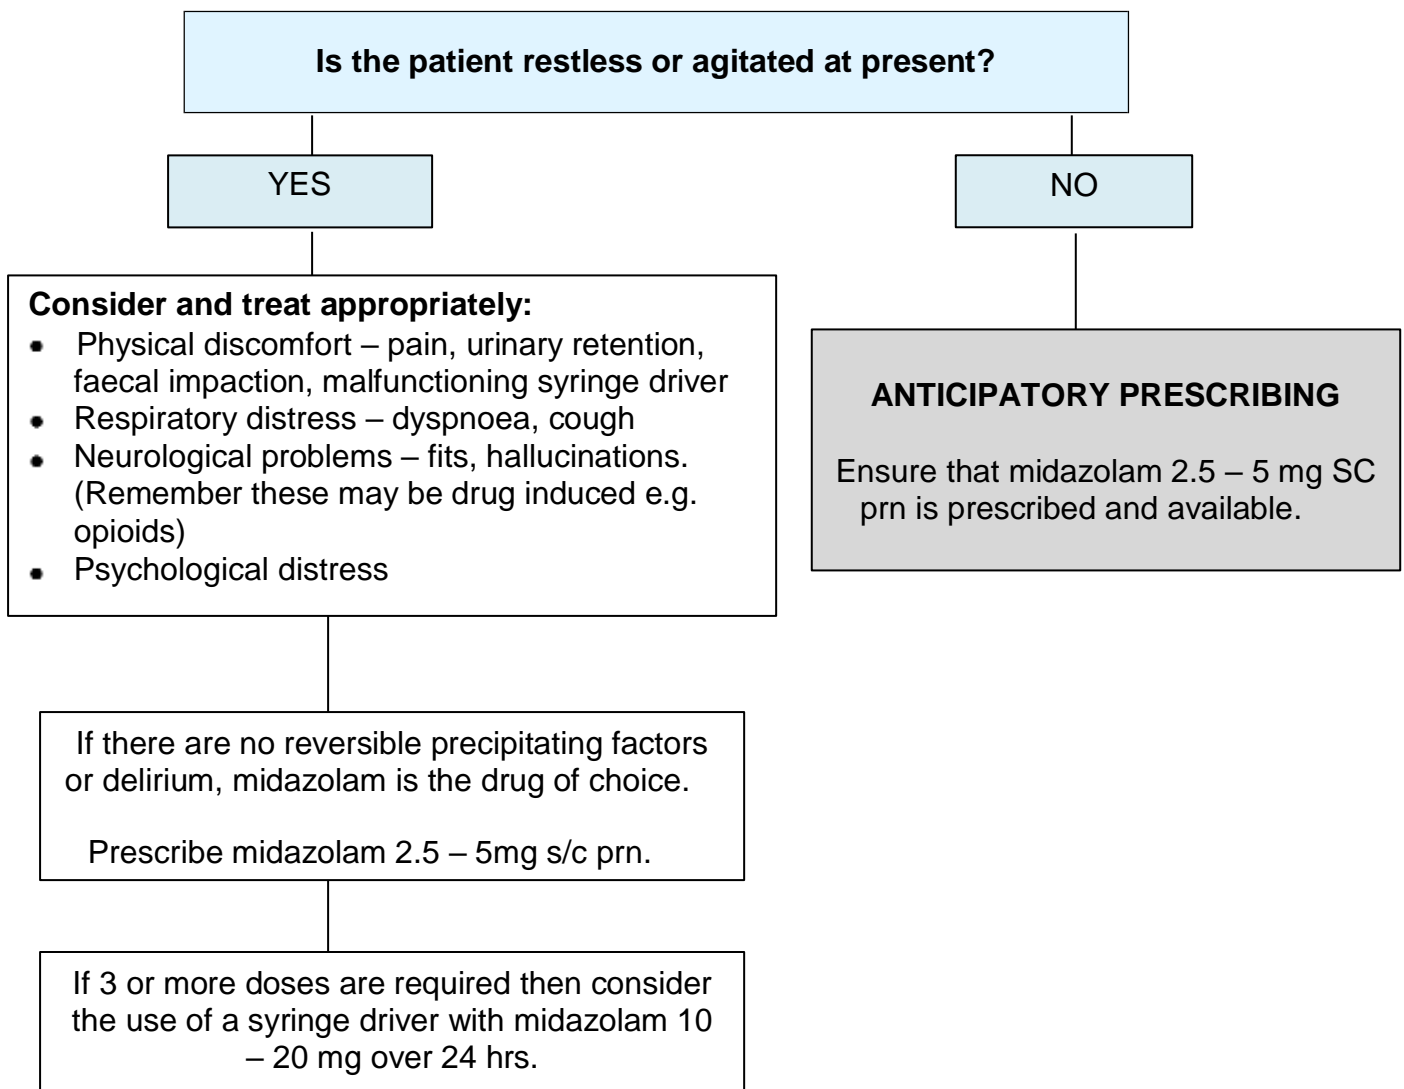 Is the patient restless or agitated at present?
YES
NO
Consider and treat appropriately:
• Physical discomfort – pain, urinary retention,
faecal impaction, malfunctioning syringe driver
• Respiratory distress – dyspnoea, cough
• Neurological problems – fits, hallucinations.
(Remember these may be drug induced e.g.
opioids)
• Psychological distress
ANTICIPATORY PRESCRIBING
Ensure that midazolam 2.5 – 5 mg SC
prn is prescribed and available.
If there are no reversible precipitating factors
or delirium, midazolam is the drug of choice.
Prescribe midazolam 2.5 – 5mg s/c prn.
If 3 or more doses are required then consider
the use of a syringe driver with midazolam 10
– 20 mg over 24 hrs.